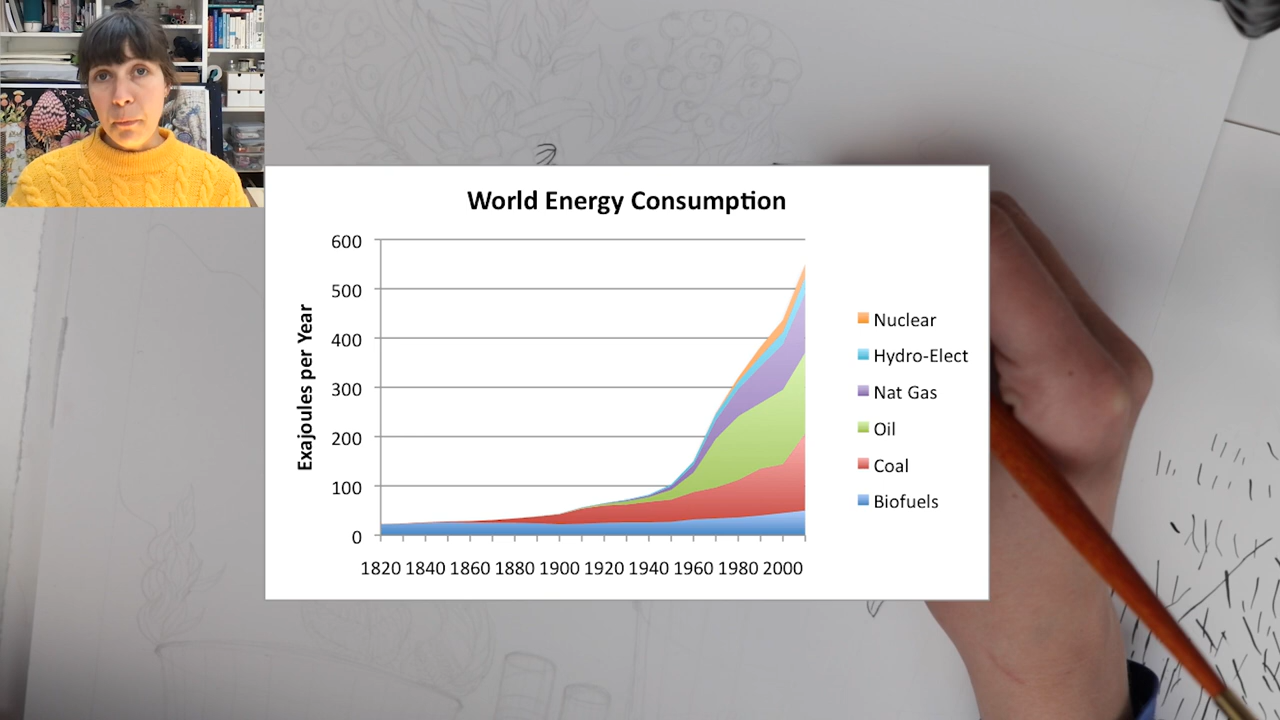 World Energy Consumption
600
500
400
300
200
100
0
Exajoules per Year
1820 1840 1860 1880 1900 1920 1940 1960 1980 2000
Nuclear
Hydro-Elect
Nat Gas
Oil
Coal
Biofuels